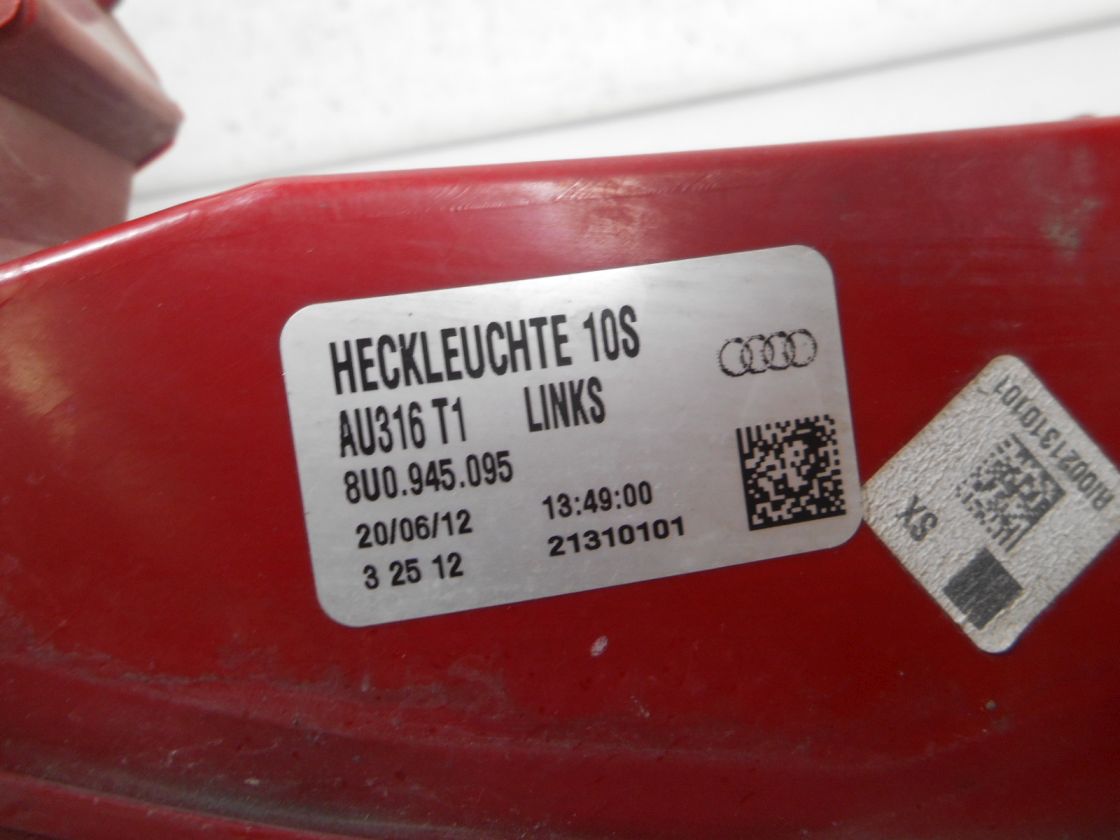 HECKLEUCHTE 10S
AU316 T1 LINKS
8U0.945.095
20/06/12 13:49:00
3 25 12 21310101
RI021310101
SX